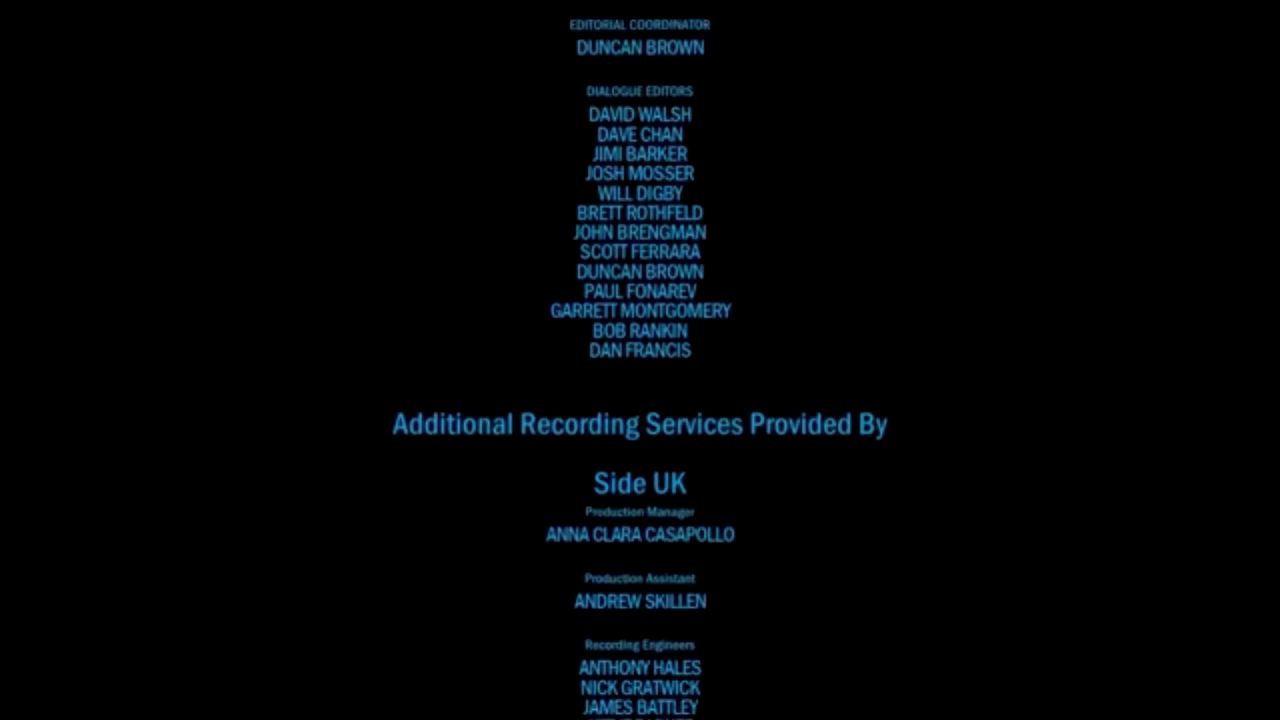 EDITORIAL COORDINATOR
DUNCAN BROWN
DIALOGUE EDITORS
DAVID WALSH
DAVE CHAN
JIMI BARKER
JOSH MOSSER
WILL DIGBY
BRETT ROTHFELD
JOHN BRENGMAN
SCOTT FERRARA
DUNCAN BROWN
PAUL FONAREV
GARRETT MONTGOMERY
BOB RANKIN
DAN FRANCIS
Additional Recording Services Provided By
Side UK
Production Manager
ANNA CLARA CASAPOLLO
Production Assistant
ANDREW SKILLEN
Recording Engineers
ANTHONY HALES
NICK GRATWICK
JAMES BATTLEY